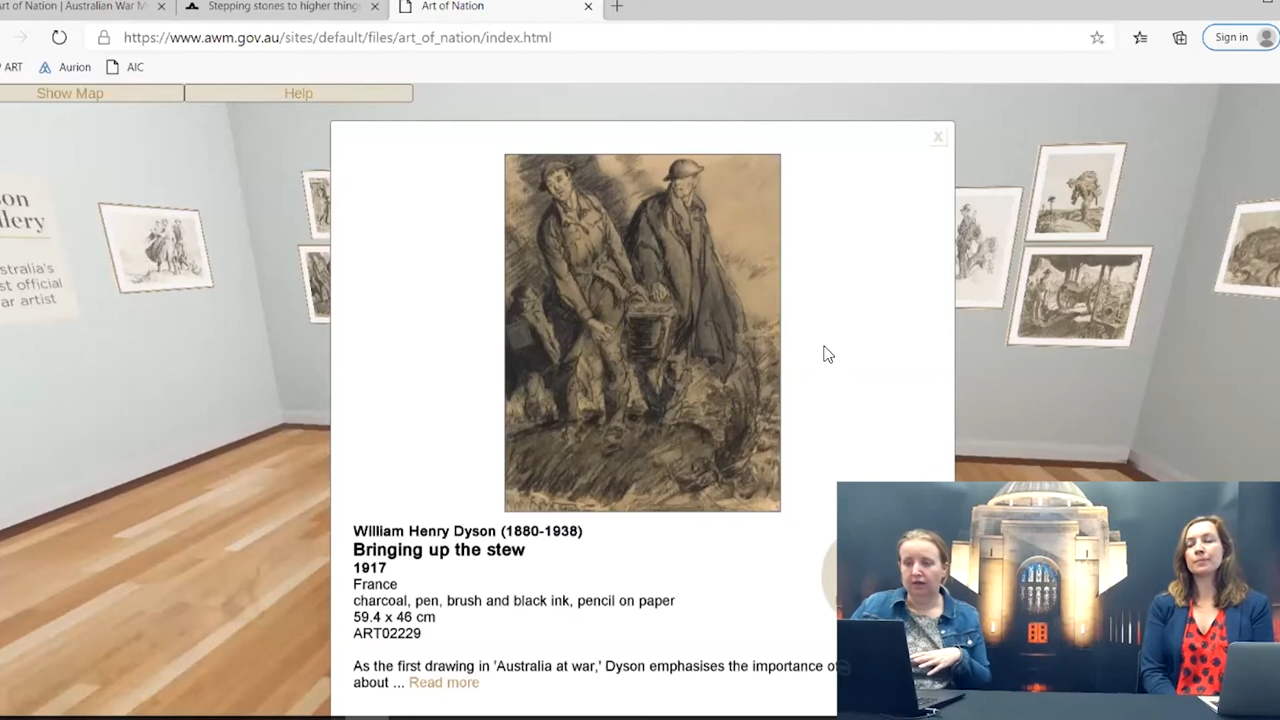 Art of Nation | Australian War M
Stepping stones to higher thing
Art of Nation
https://www.awm.gov.au/sites/default/files/art_of_nation/index.html
Sign in
ART
Aurion
AIC
Show Map
Help
x
son
llery
stralia's
st official
ar artist
William Henry Dyson (1880-1938)
Bringing up the stew
1917
France
charcoal, pen, brush and black ink, pencil on paper
59.4 x 46 cm
ART02229
As the first drawing in 'Australia at war,' Dyson emphasises the importance of
about ... Read more